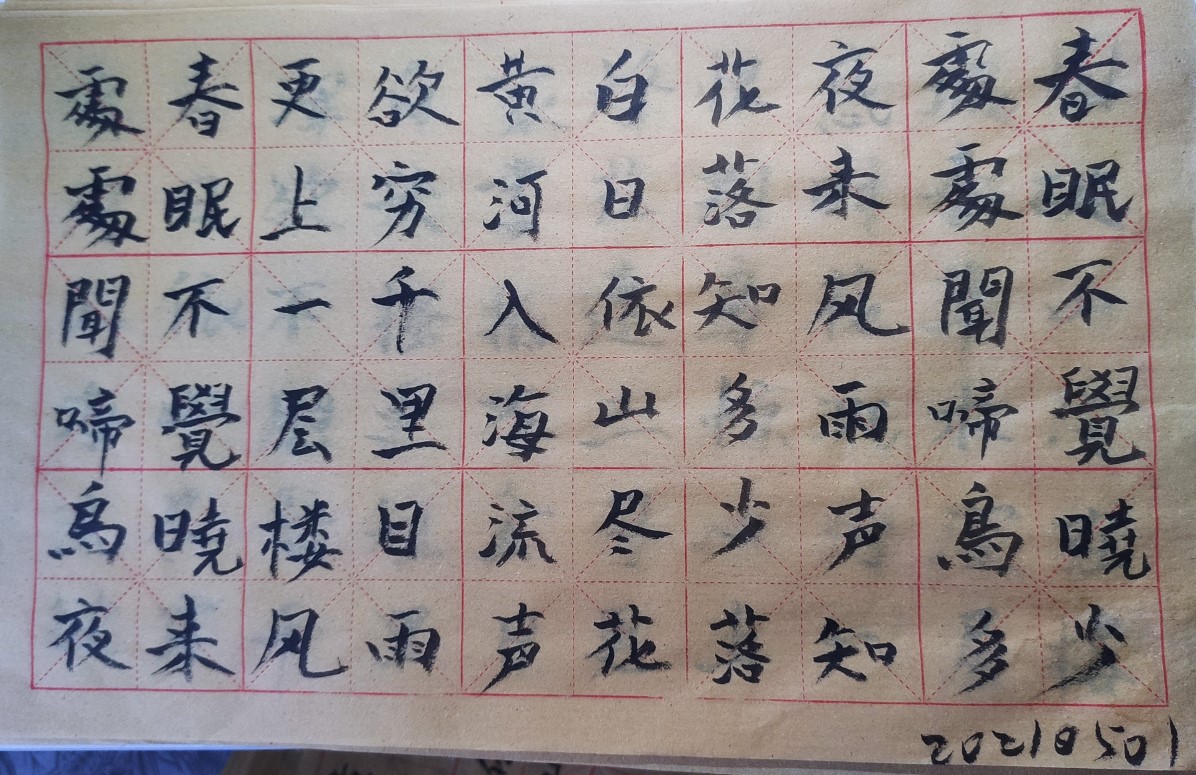 春眠不覺曉
處處聞啼鳥
夜来风雨声
花落知多少
白日依山尽
黄河入海流
欲穷千里目
更上一层楼
春眠不覺曉
處處聞啼鳥
夜来风雨声花落知多少
20210501